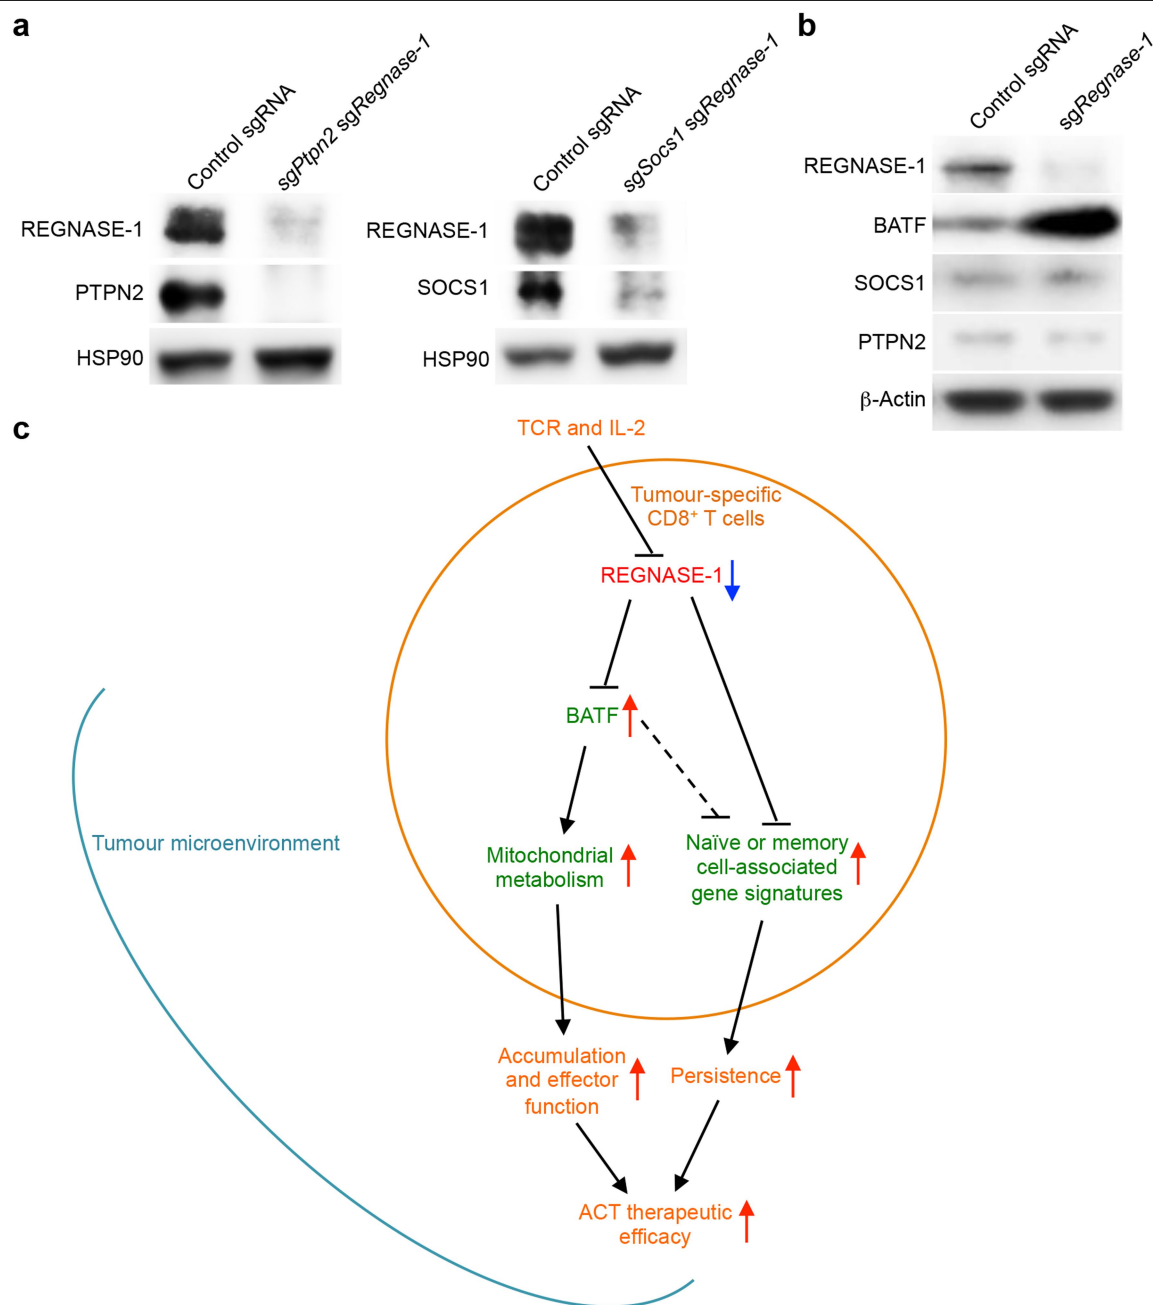 a
Control sgRNA
sgPtpn2 sgRegnase-1
REGNASE-1
PTPN2
HSP90
Control sgRNA
sgSocs1 sgRegnase-1
REGNASE-1
SOCS1
HSP90
b
Control sgRNA
sgRegnase-1
REGNASE-1
BATF
SOCS1
PTPN2
β-Actin
c
TCR and IL-2
Tumour-specific
CD8⁺ T cells
REGNASE-1
BATF
Tumour microenvironment
Mitochondrial
metabolism
Naïve or memory
cell-associated
gene signatures
Accumulation
and effector
function
Persistence
ACT therapeutic
efficacy